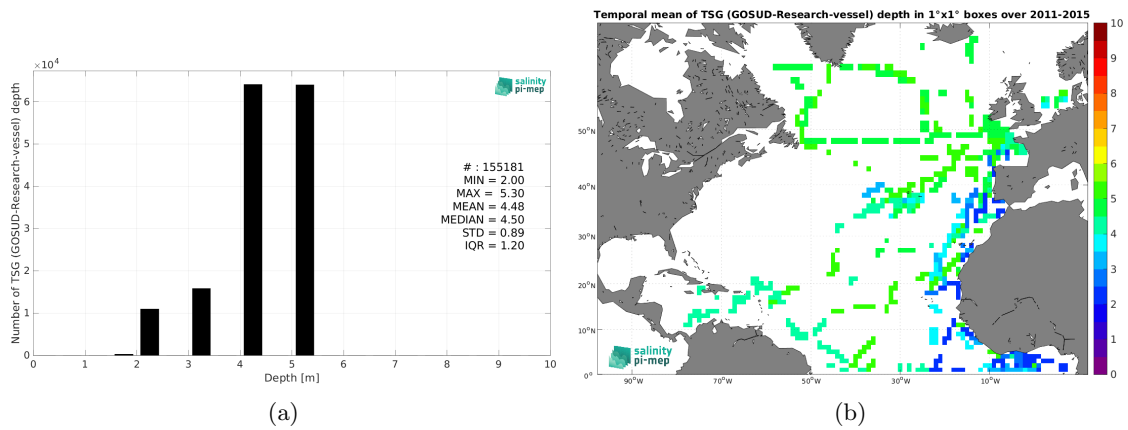 ×10⁴
6
5
4
3
2
1
0
Number of TSG (GOSUD-Research-vessel) depth
0 1 2 3 4 5 6 7 8 9 10
Depth [m]
salinity
pi-mep
# : 155181
MIN = 2.00
MAX = 5.30
MEAN = 4.48
MEDIAN = 4.50
STD = 0.89
IQR = 1.20
(a)
Temporal mean of TSG (GOSUD-Research-vessel) depth in 1°x1° boxes over 2011-2015
50°N
40°N
30°N
20°N
10°N
0°
90°W 70°W 50°W 30°W 10°W
salinity
pi-mep
10
9
8
7
6
5
4
3
2
1
0
(b)